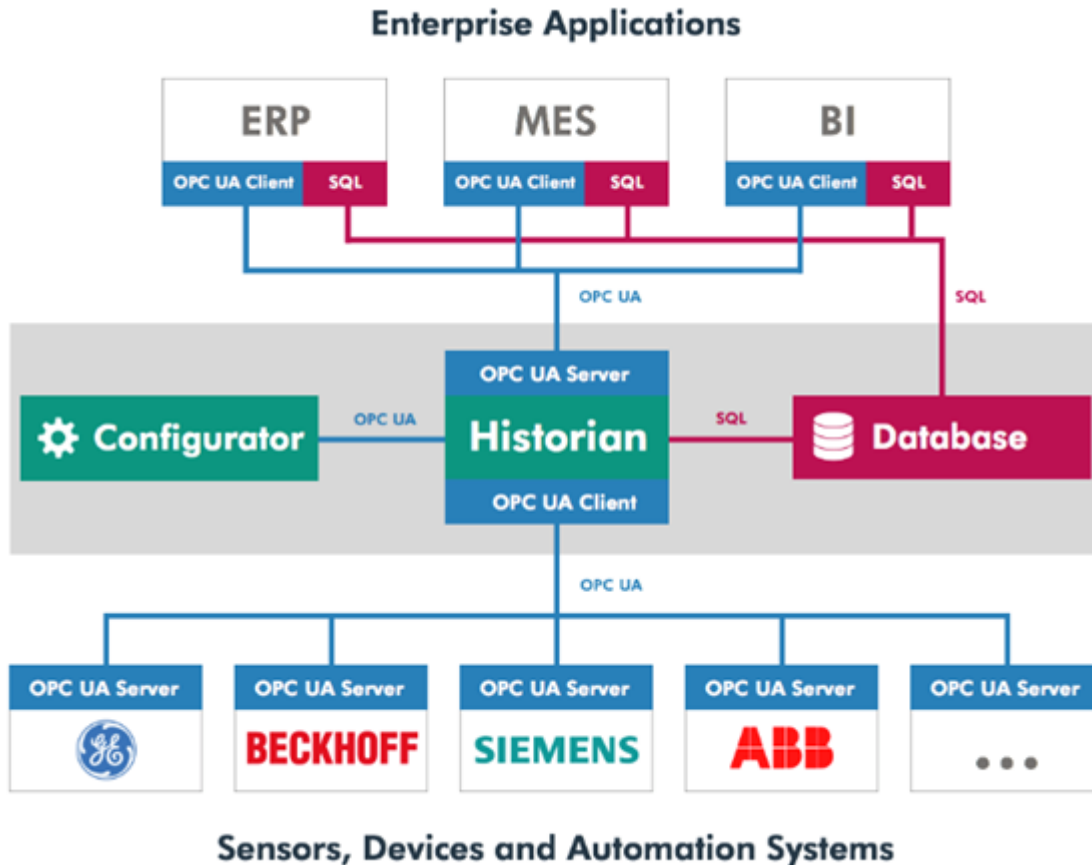 Enterprise Applications
ERP
MES
BI
OPC UA Client
SQL
OPC UA Client
SQL
OPC UA Client
SQL
OPC UA
SQL
OPC UA Server
Configurator
OPC UA
Historian
SQL
Database
OPC UA Client
OPC UA
OPC UA Server
OPC UA Server
OPC UA Server
OPC UA Server
OPC UA Server
GE
BECKHOFF
SIEMENS
ABB
...
Sensors, Devices and Automation Systems